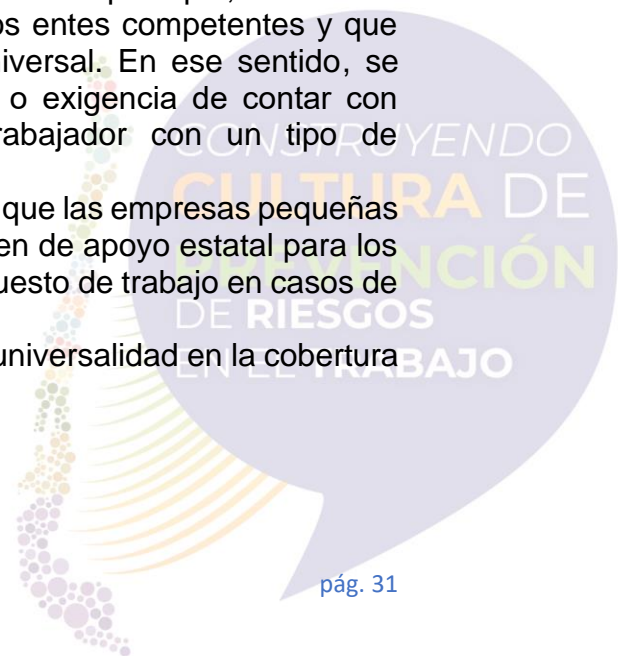 os entes competentes y que
iversal. En ese sentido, se
o exigencia de contar con
rabajador con un tipo de
que las empresas pequeñas
en de apoyo estatal para los
uesto de trabajo en casos de
universalidad en la cobertura
CONSTRUYENDO
CULTURA DE
PREVENCIÓN
DE RIESGOS
EN EL TRABAJO
pág. 31